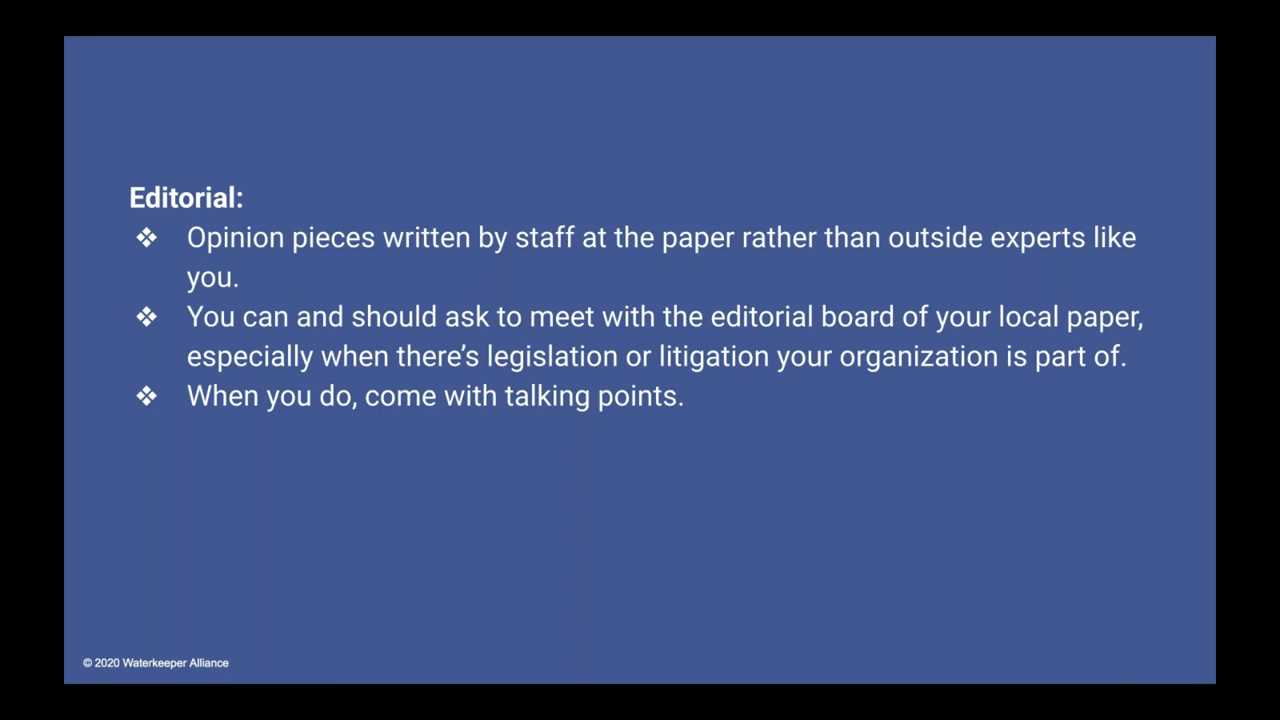 Editorial:
❖ Opinion pieces written by staff at the paper rather than outside experts like
you.
❖ You can and should ask to meet with the editorial board of your local paper,
especially when there’s legislation or litigation your organization is part of.
❖ When you do, come with talking points.
© 2020 Waterkeeper Alliance